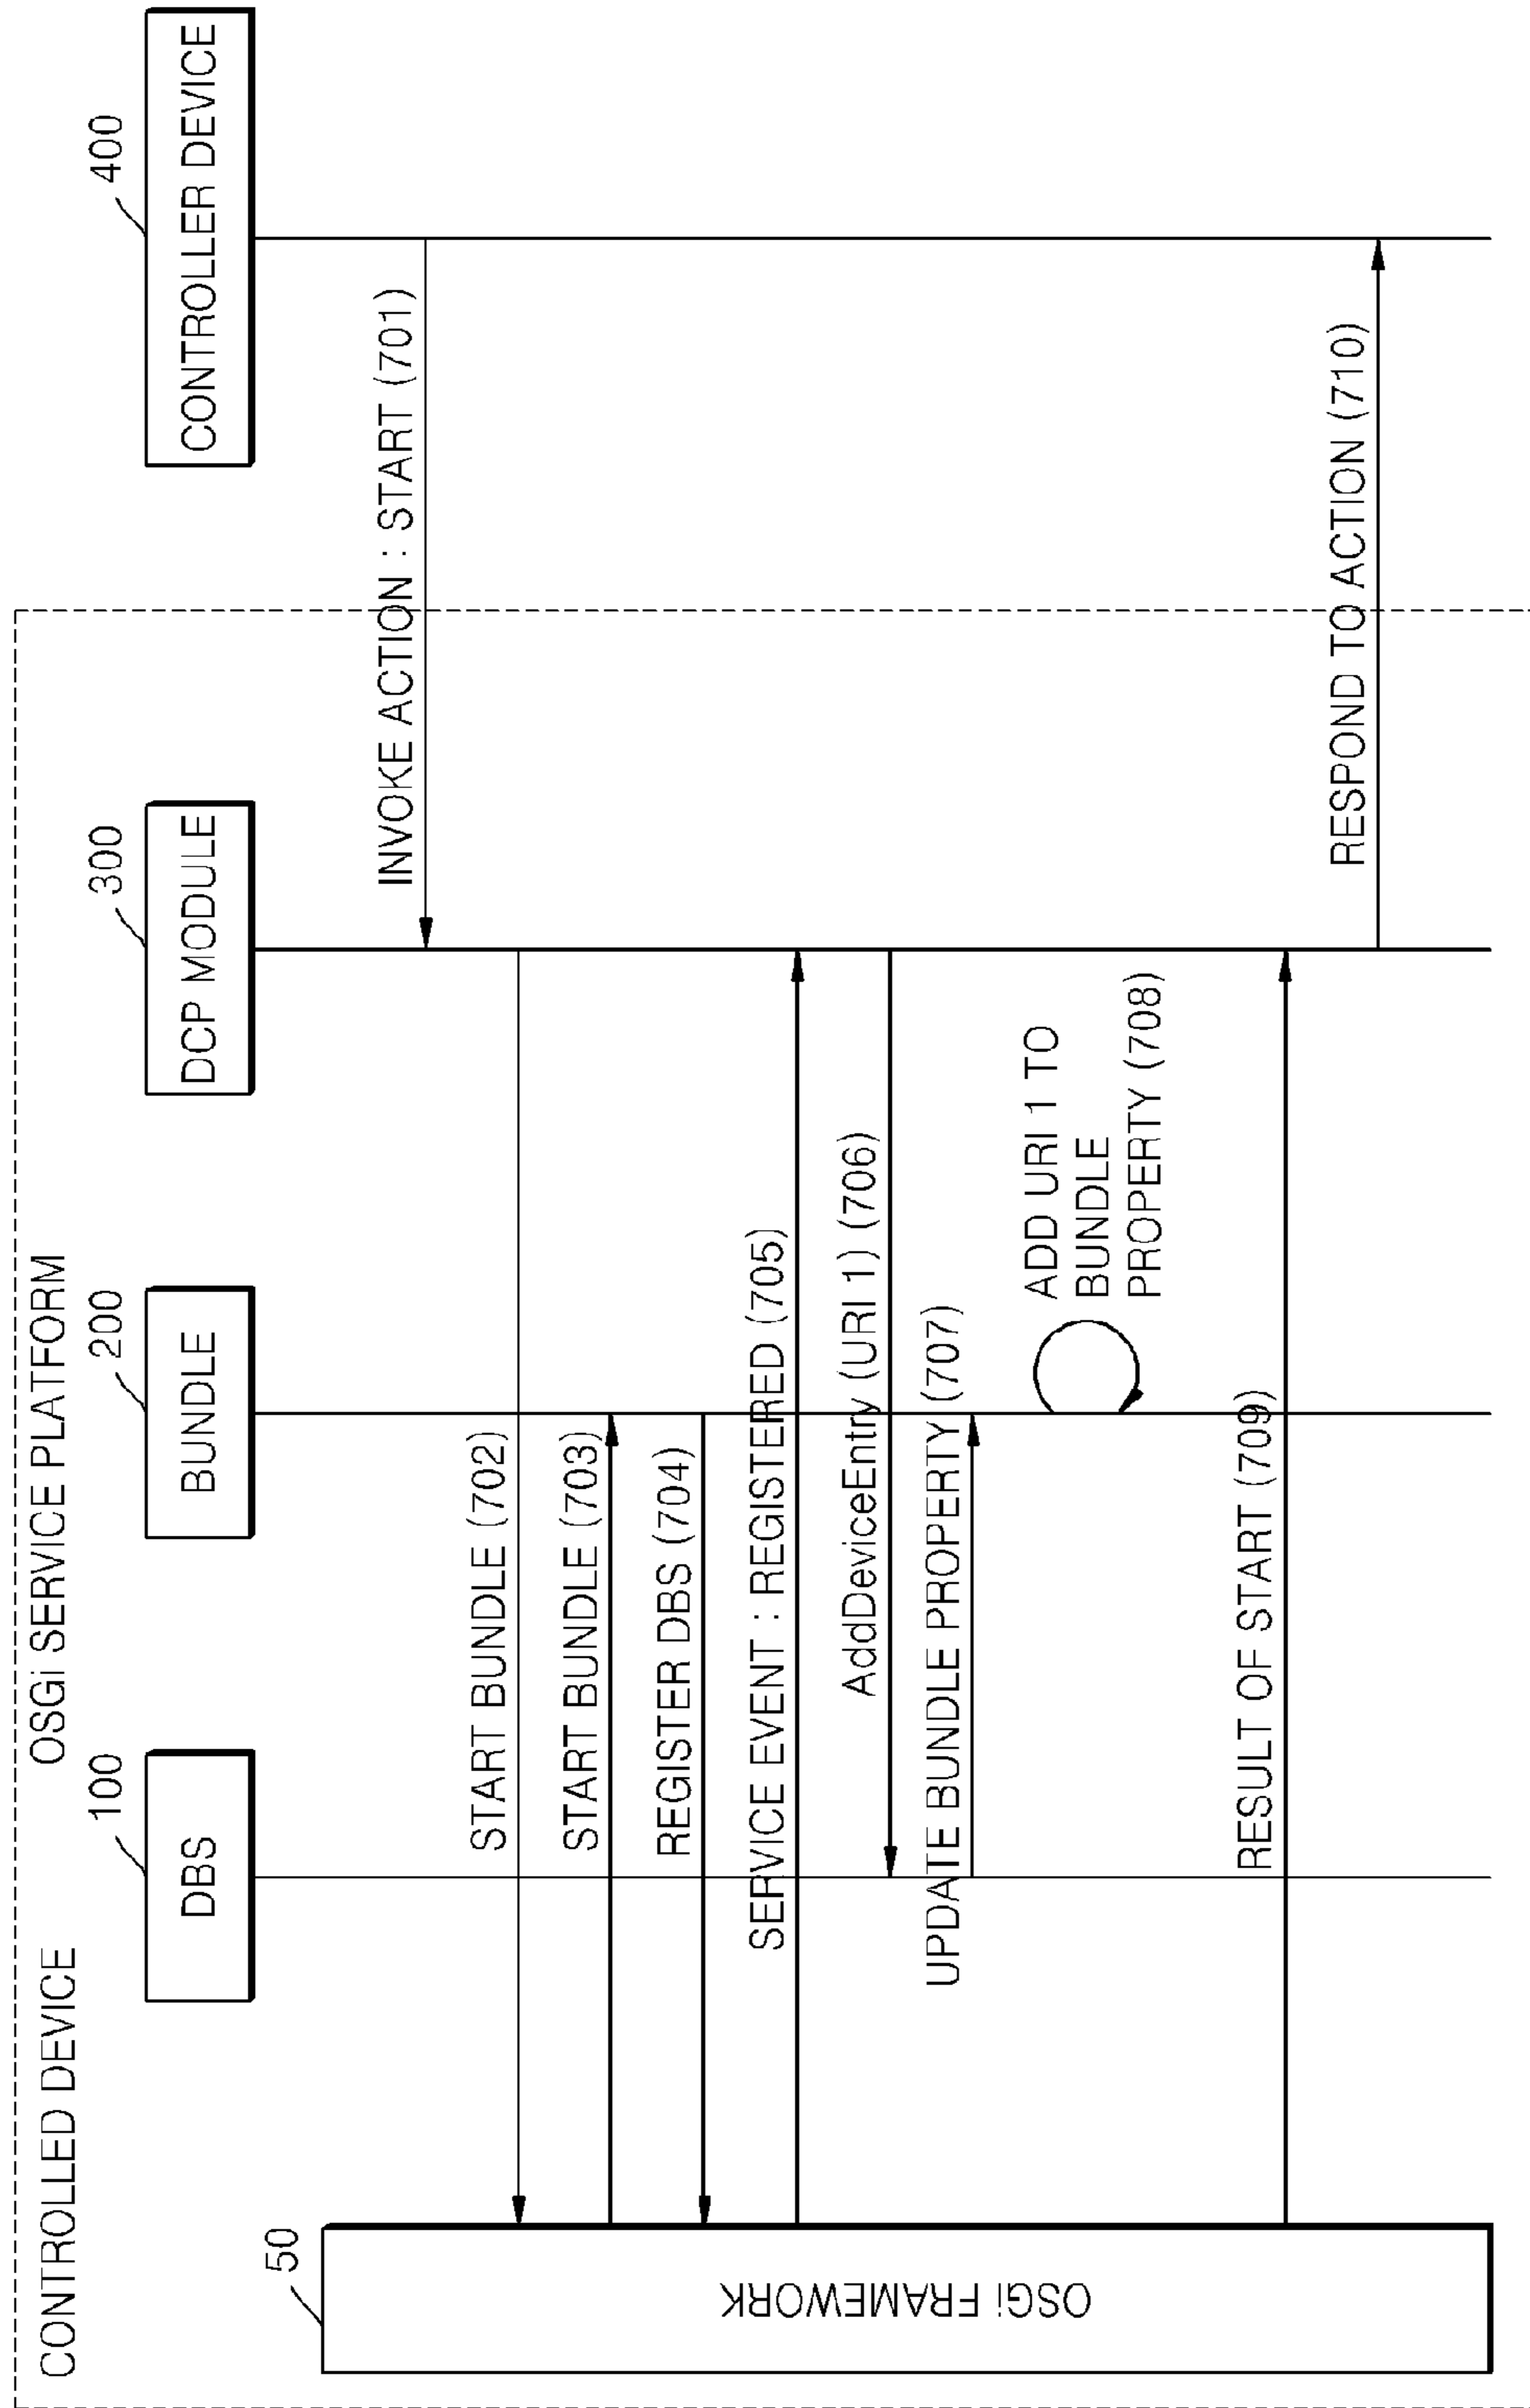 CONTROLLED DEVICE
OSGi SERVICE PLATFORM
50
100
200
300
400
OSGi FRAMEWORK
DBS
BUNDLE
DCP MODULE
CONTROLLER DEVICE
INVOKE ACTION : START (701)
START BUNDLE (702)
START BUNDLE (703)
REGISTER DBS (704)
SERVICE EVENT : REGISTERED (705)
AddDeviceEntry (URI 1) (706)
UPDATE BUNDLE PROPERTY (707)
ADD URI 1 TO
BUNDLE
PROPERTY (708)
RESULT OF START (709)
RESPOND TO ACTION (710)